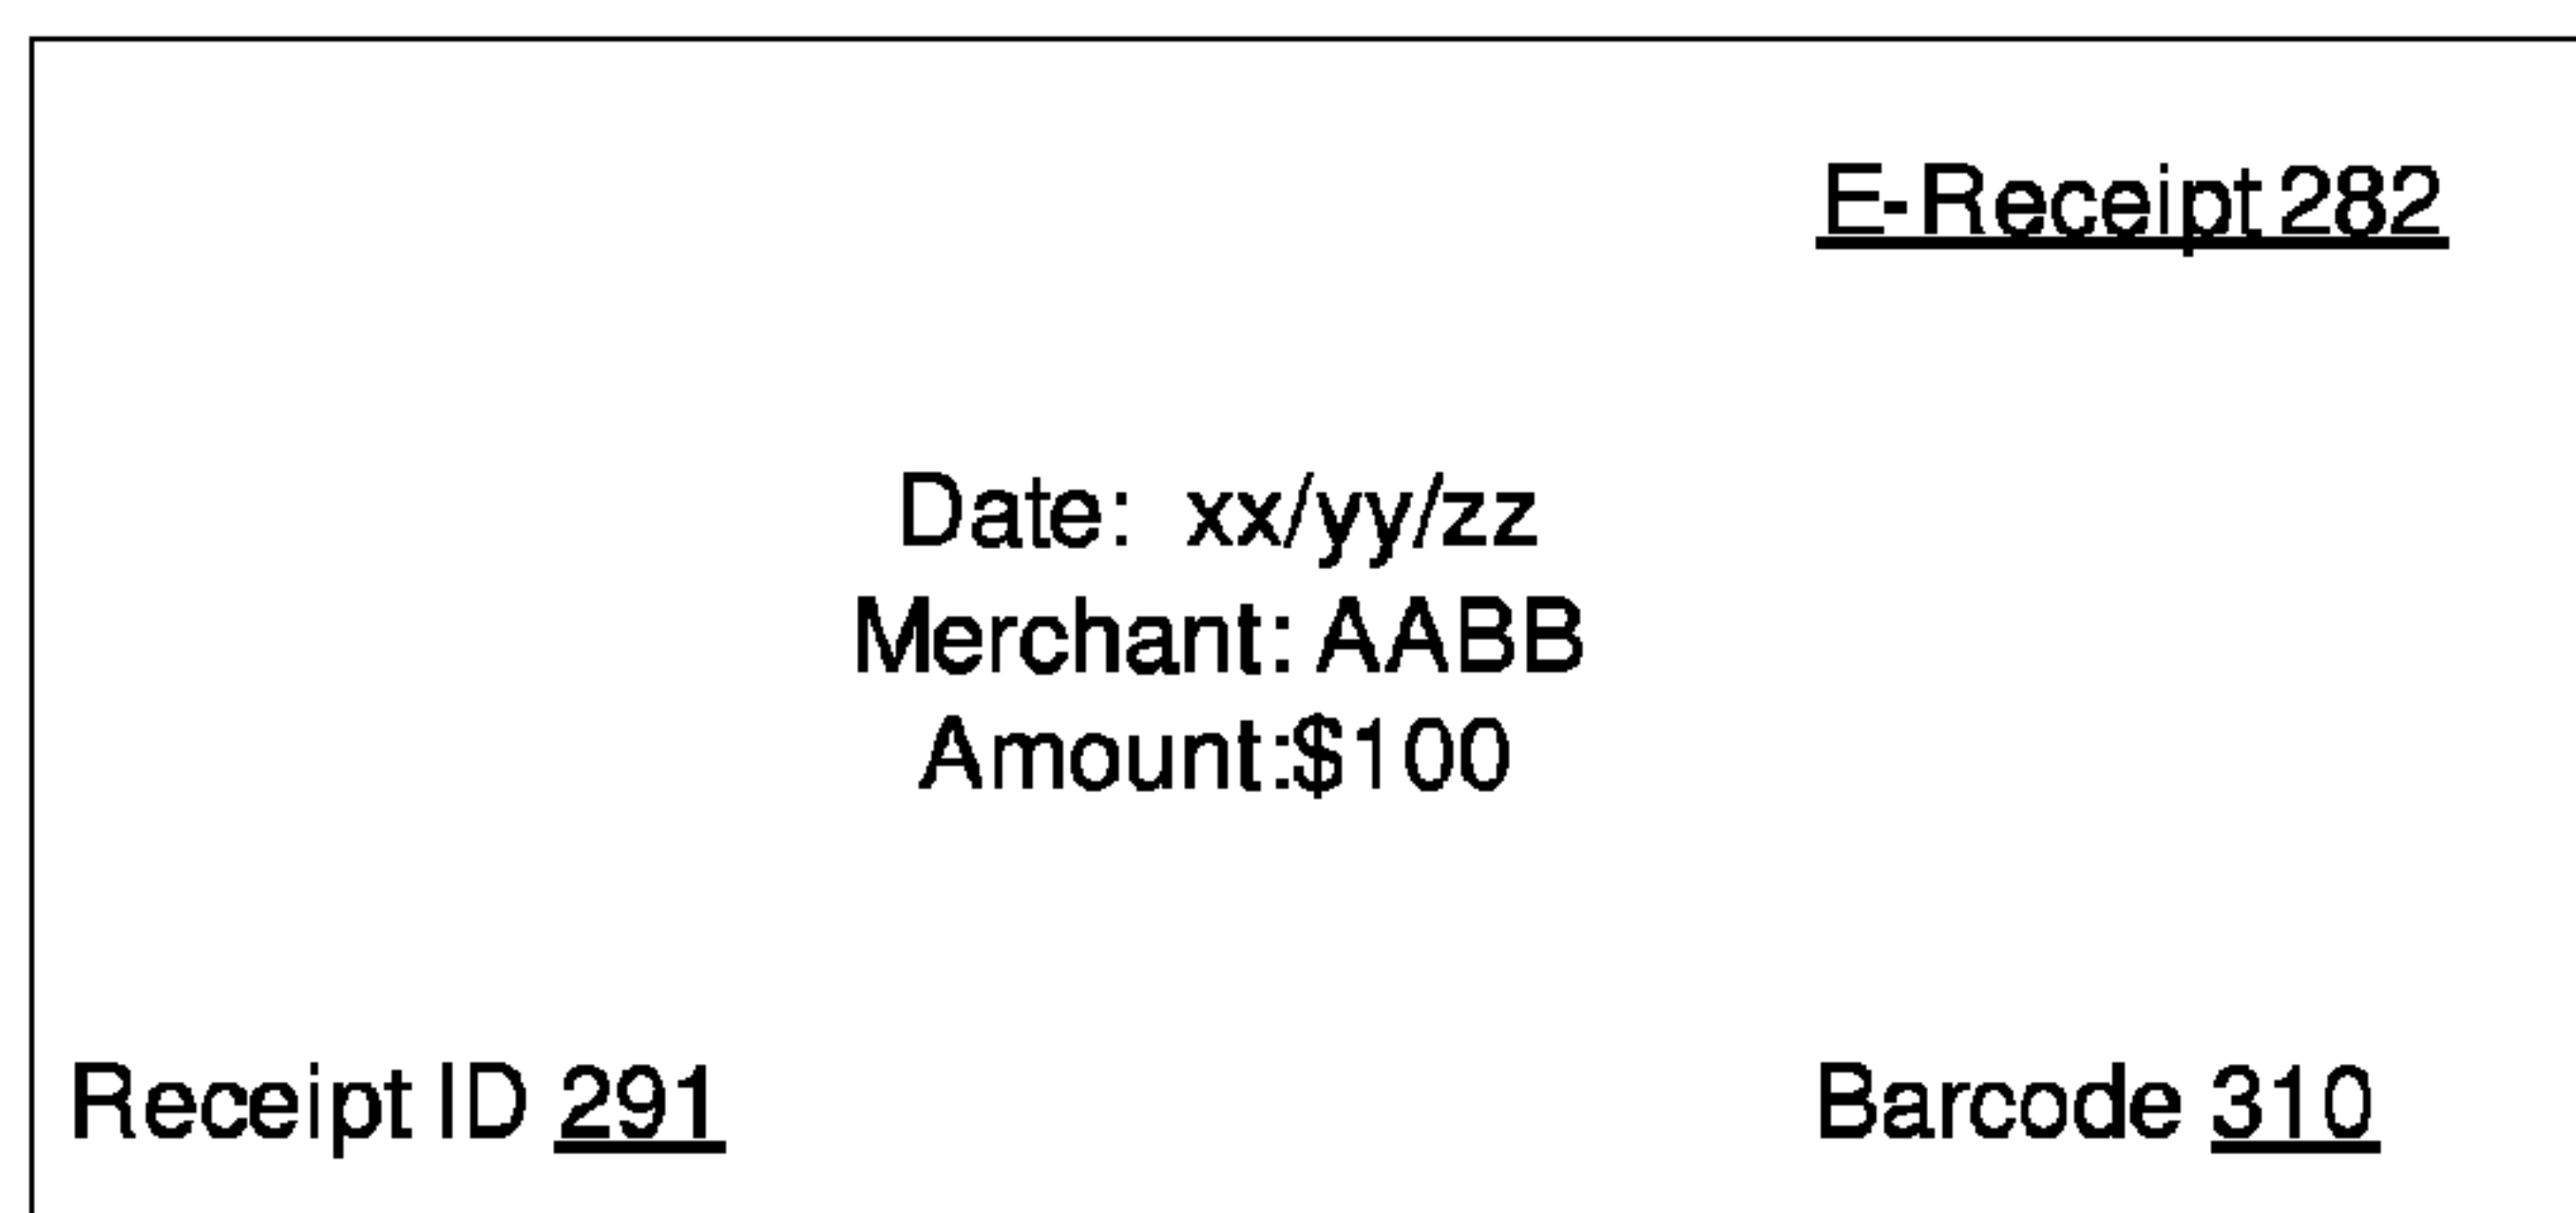 E-Receipt 282
Date: xx/yy/zz
Merchant: AABB
Amount:$100
Receipt ID 291
Barcode 310